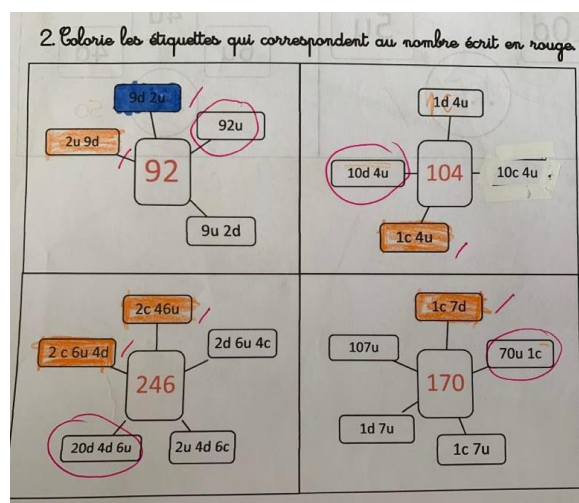 2. Colorie les étiquettes qui correspondent au nombre écrit en rouge.
9d 2u
92u
2u 9d
92
9u 2d
1d 4u
10d 4u
104
10c 4u
1c 4u
2c 46u
2d 6u 4c
2 c 6u 4d
246
20d 4d 6u
2u 4d 6c
1c 7d
107u
70u 1c
170
1d 7u
1c 7u